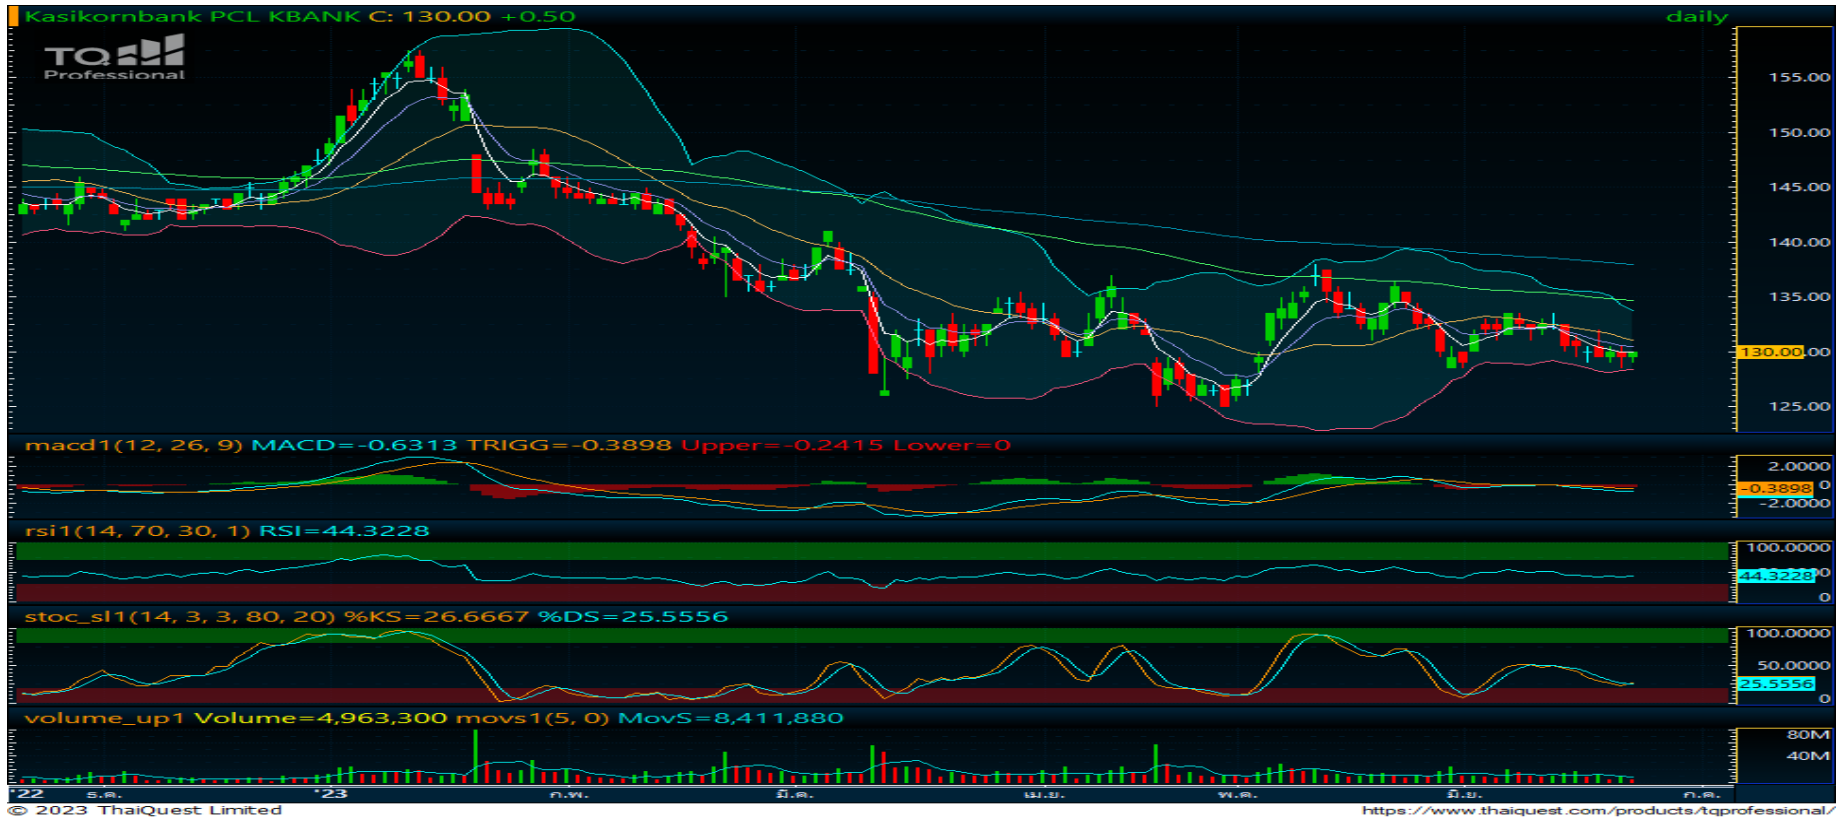 Kasikornbank PCL KBANK C: 130.00 +0.50 daily
TQ
Professional
155.00
150.00
145.00
140.00
135.00
130.00
.00
125.00
macd1(12, 26, 9) MACD=-0.6313 TRIGG=-0.3898 Upper=-0.2415 Lower=0
2.0000
0
-0.3898
-2.0000
rsi1(14, 70, 30, 1) RSI=44.3228
100.0000
44.3228
0
stoc_sl1(14, 3, 3, 80, 20) %KS=26.6667 %DS=25.5556
100.0000
50.0000
25.5556
0
volume_up1 Volume=4,963,300 movs1(5, 0) MovS=8,411,880
80M
40M
'22 ธ.ค. '23 ก.พ. มี.ค. เม.ย. พ.ค. มิ.ย. ก.ค.
© 2023 ThaiQuest Limited https://www.thaiquest.com/products/tqprofessional/